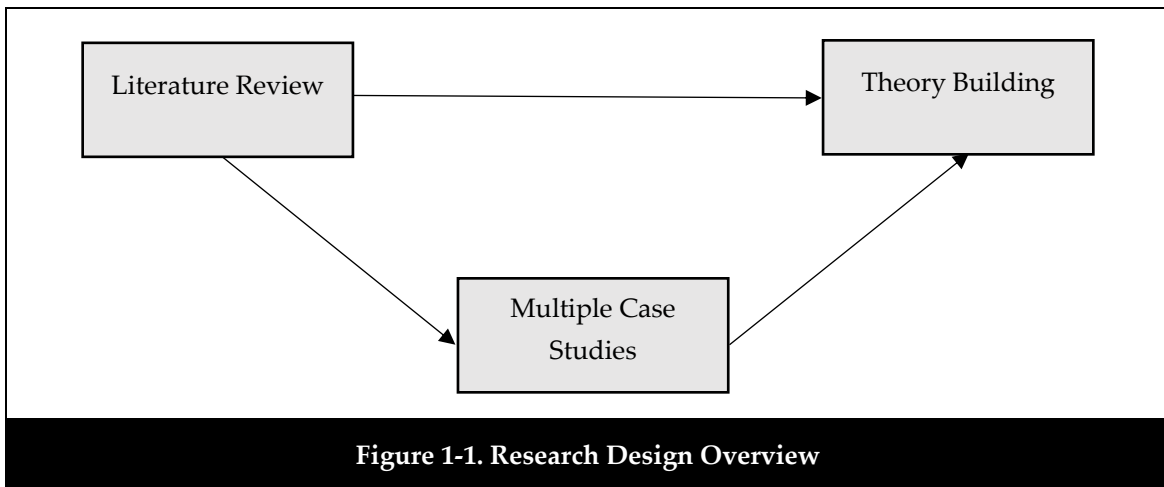 Literature Review
Theory Building
Multiple Case
Studies
Figure 1-1. Research Design Overview